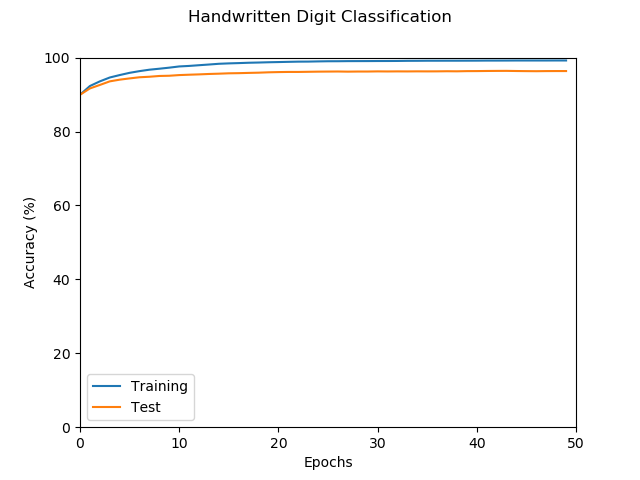 Handwritten Digit Classification
100
80
60
40
20
0
Accuracy (%)
Training
Test
0 10 20 30 40 50
Epochs